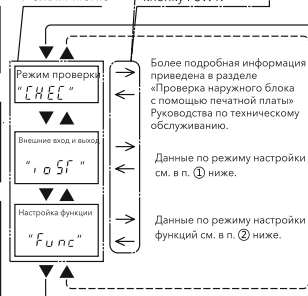 Режим проверки
"CHEC"
Более подробная информация
приведена в разделе
«Проверка наружного блока
с помощью печатной платы»
Руководства по техническому
обслуживанию.
Внешние вход и выход
"ioST"
Данные по режиму настройки
см. в п. ① ниже.
Настройка функции
"Func"
Данные по режиму настройки
функций см. в п. ② ниже.